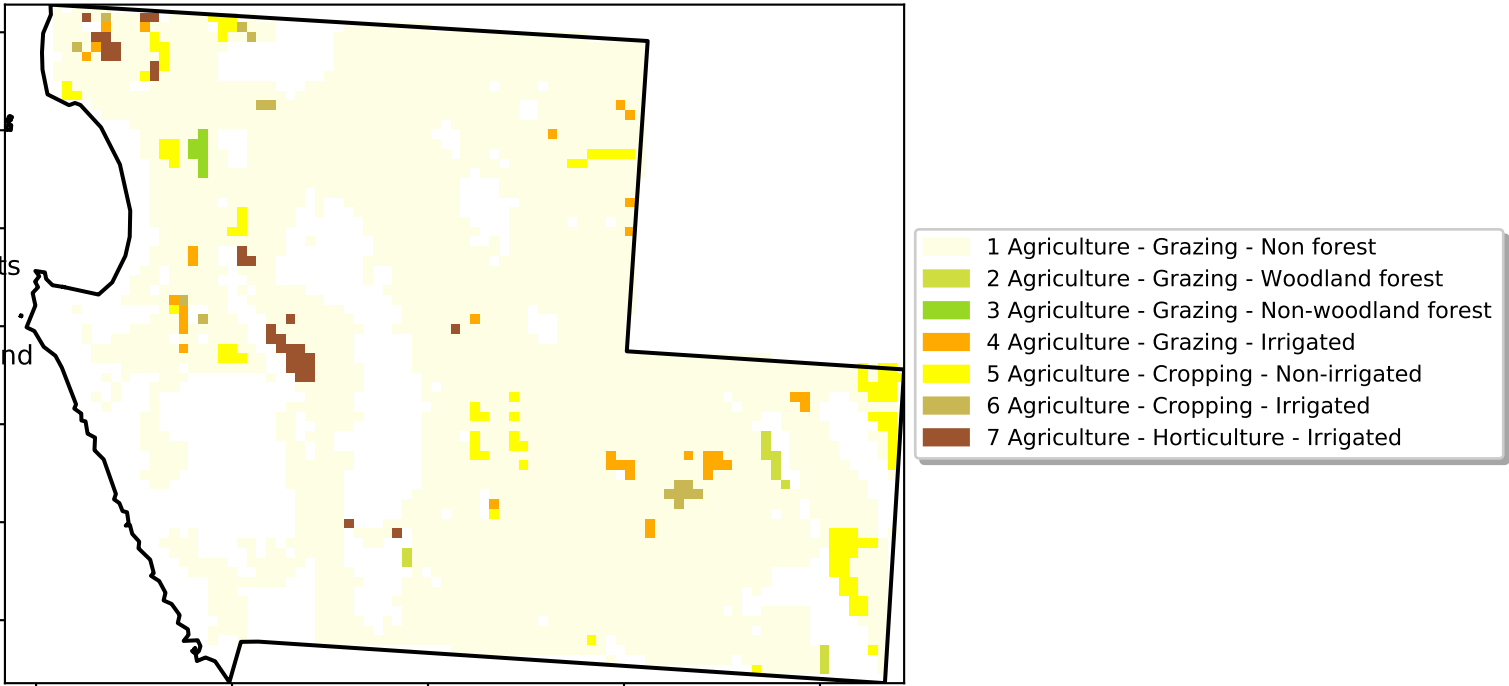 ts
nd
1 Agriculture - Grazing - Non forest
2 Agriculture - Grazing - Woodland forest
3 Agriculture - Grazing - Non-woodland forest
4 Agriculture - Grazing - Irrigated
5 Agriculture - Cropping - Non-irrigated
6 Agriculture - Cropping - Irrigated
7 Agriculture - Horticulture - Irrigated